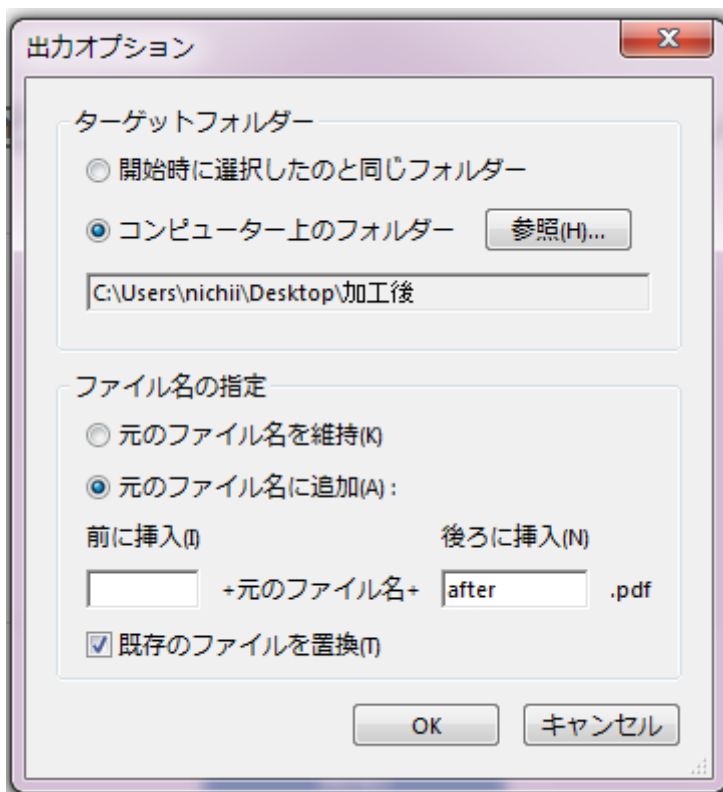 出力オプション
ターゲットフォルダー
開始時に選択したのと同じフォルダー
コンピューター上のフォルダー 参照(H)...
C:\Users\nichii\Desktop\加工後
ファイル名の指定
元のファイル名を維持(K)
元のファイル名に追加(A) :
前に挿入(I) 後ろに挿入(N)
+元のファイル名+ after .pdf
既存のファイルを置換(T)
OK キャンセル